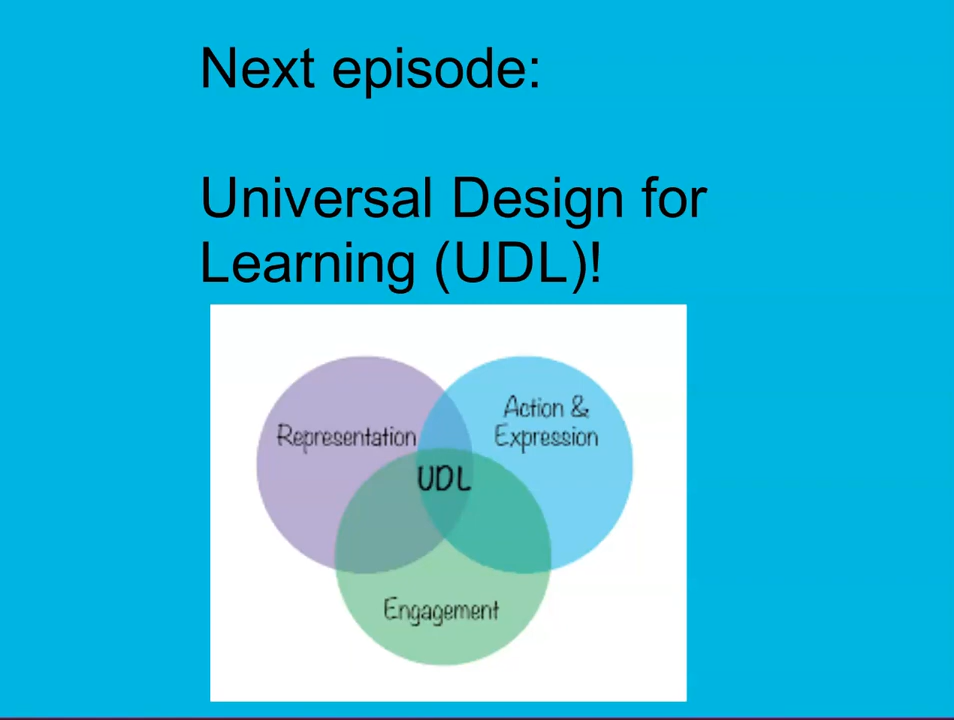 Next episode:
Universal Design for
Learning (UDL)!
Action &
Representation
Expression
UDL
Engagement